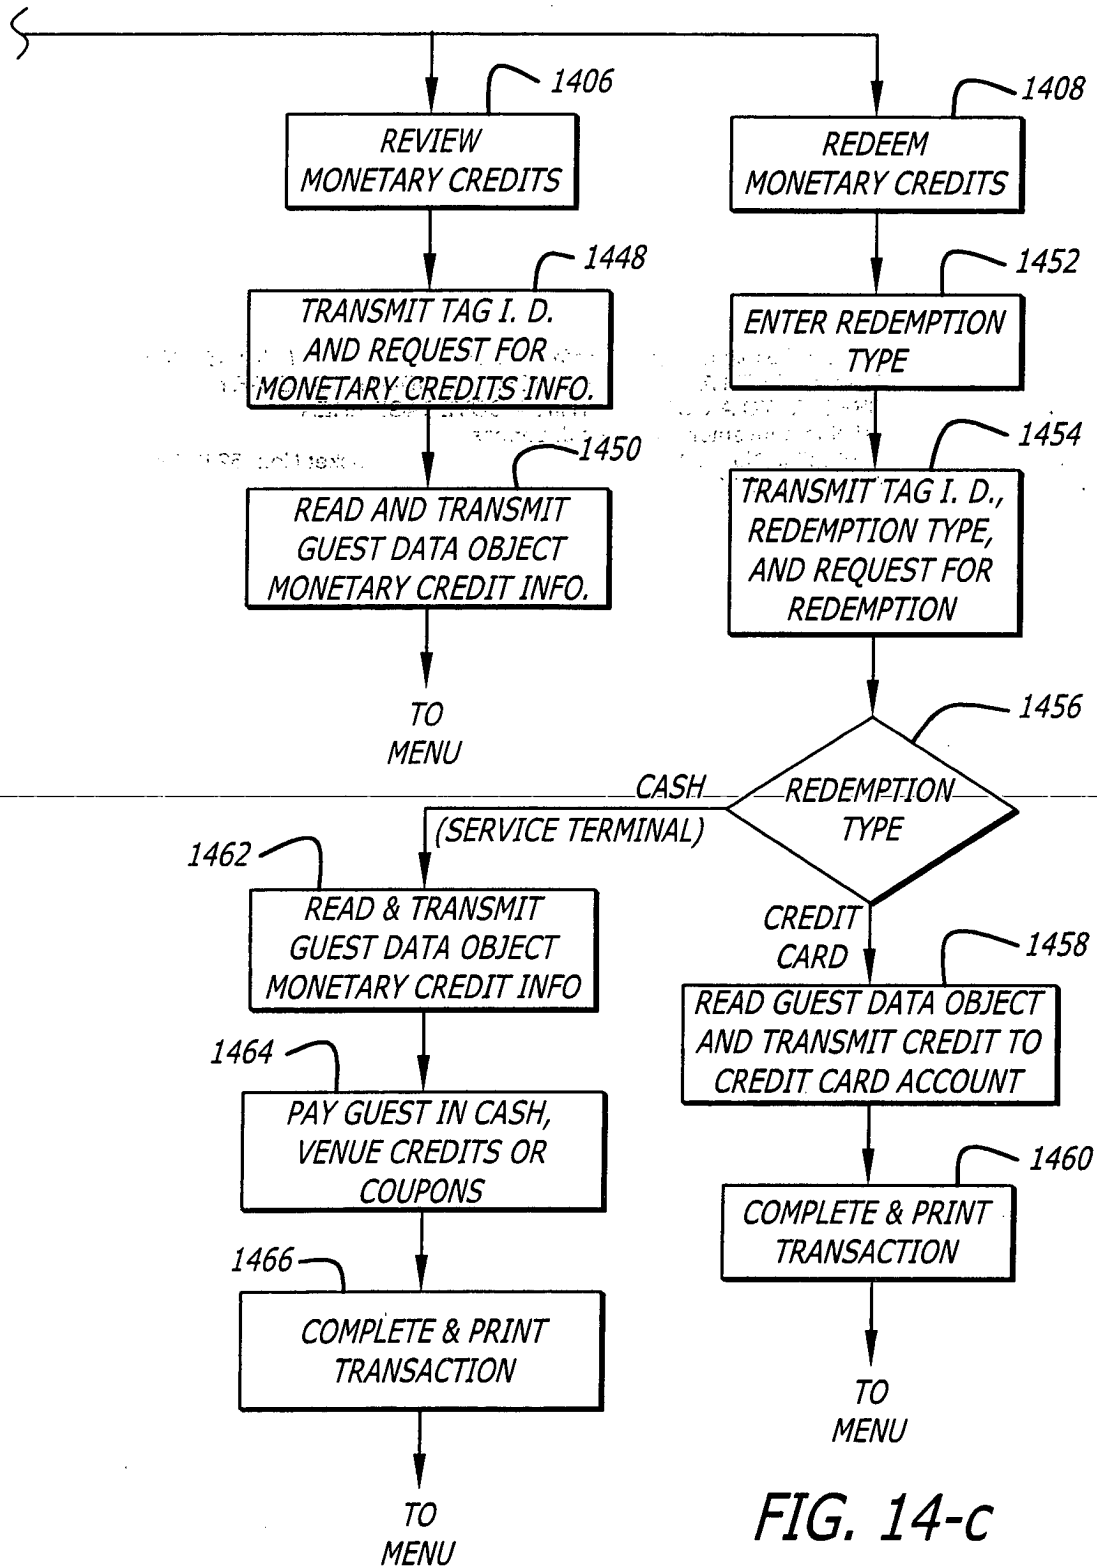 1406
REVIEW
MONETARY CREDITS
1408
REDEEM
MONETARY CREDITS
1448
TRANSMIT TAG I. D.
AND REQUEST FOR
MONETARY CREDITS INFO.
1452
ENTER REDEMPTION
TYPE
1450
READ AND TRANSMIT
GUEST DATA OBJECT
MONETARY CREDIT INFO.
TO
MENU
1454
TRANSMIT TAG I. D.,
REDEMPTION TYPE,
AND REQUEST FOR
REDEMPTION
1456
REDEMPTION
TYPE
CASH
(SERVICE TERMINAL)
1462
READ & TRANSMIT
GUEST DATA OBJECT
MONETARY CREDIT INFO
CREDIT
CARD
1458
READ GUEST DATA OBJECT
AND TRANSMIT CREDIT TO
CREDIT CARD ACCOUNT
1464
PAY GUEST IN CASH,
VENUE CREDITS OR
COUPONS
1460
COMPLETE & PRINT
TRANSACTION
TO
MENU
1466
COMPLETE & PRINT
TRANSACTION
TO
MENU
FIG. 14-c